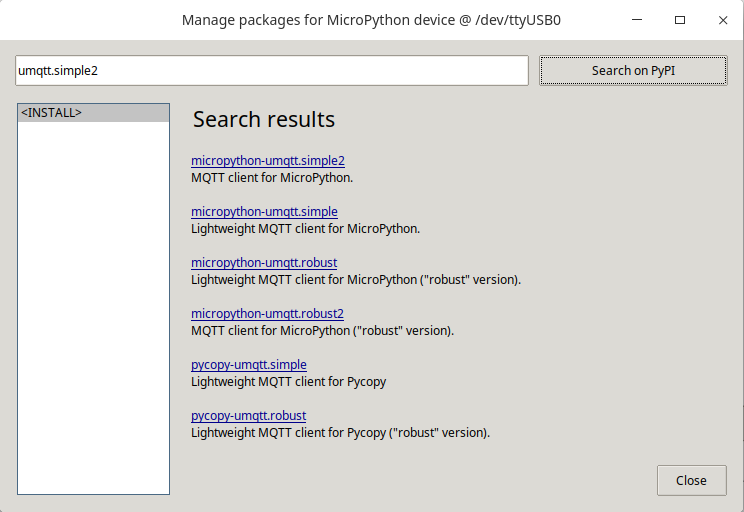 Manage packages for MicroPython device @ /dev/ttyUSB0
umqtt.simple2
Search on PyPI
<INSTALL>
Search results
micropython-umqtt.simple2
MQTT client for MicroPython.
micropython-umqtt.simple
Lightweight MQTT client for MicroPython.
micropython-umqtt.robust
Lightweight MQTT client for MicroPython ("robust" version).
micropython-umqtt.robust2
MQTT client for MicroPython ("robust" version).
pycopy-umqtt.simple
Lightweight MQTT client for Pycopy
pycopy-umqtt.robust
Lightweight MQTT client for Pycopy ("robust" version).
Close